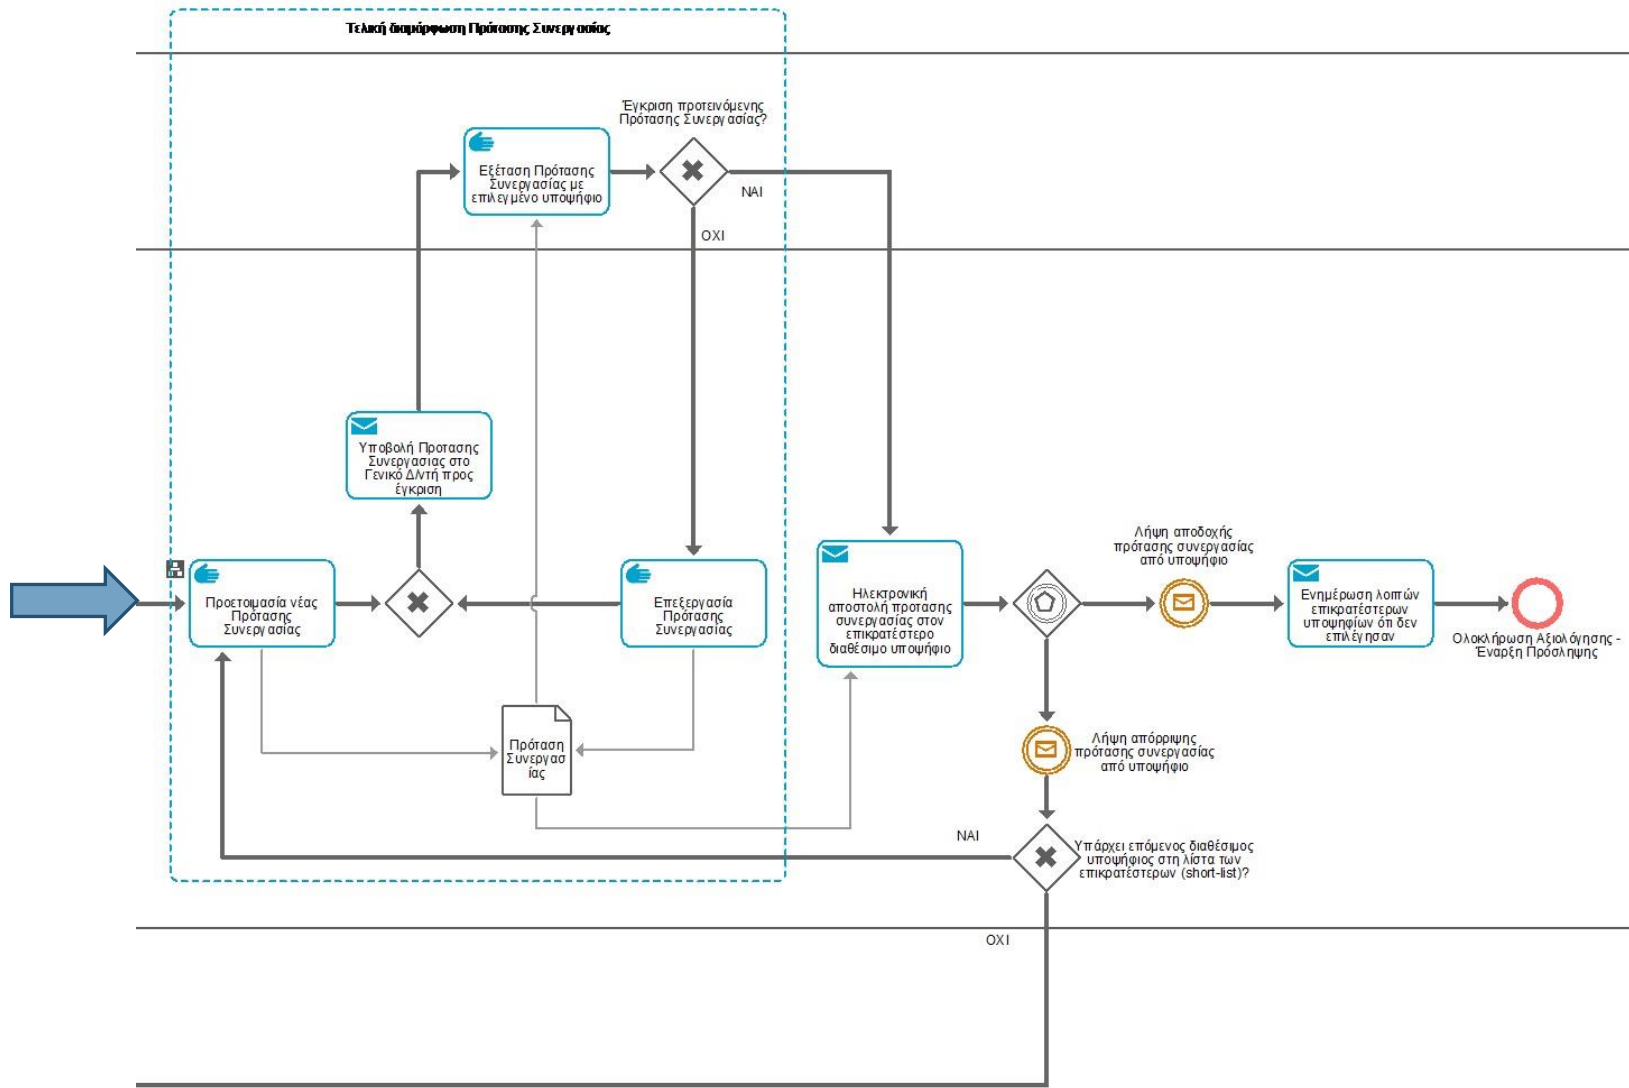 Τελική διαμόρφωση Πρότασης Συνεργασίας
Έγκριση προτεινόμενης
Πρότασης Συνεργασίας?
Εξέταση Πρότασης
Συνεργασίας με
επιλεγμένο υποψήφιο
ΝΑΙ
ΟΧΙ
Υποβολή Προτασης
Συνεργασιας στο
Γενικό Δ/ντή προς
έγκριση
Προετοιμασία νέας
Πρότασης
Συνεργασίας
Επεξεργασία
Πρότασης
Συνεργασίας
Ηλεκτρονική
αποστολή προτασης
συνεργασίας στον
επικρατέστερο
διαθέσιμο υποψήφιο
Λήψη αποδοχής
πρότασης συνεργασίας
από υποψήφιο
Ενημέρωση λοιπών
επικρατέστερων
υποψηφίων ότι δεν
επιλέγησαν
Ολοκλήρωση Αξιολόγησης -
Έναρξη Πρόσληψης
Πρόταση
Συνεργασ
ίας
Λήψη απόρριψης
πρότασης συνεργασίας
από υποψήφιο
ΝΑΙ
Υπάρχει επόμενος διαθέσιμος
υποψήφιος στη λίστα των
επικρατέστερων (short-list)?
ΟΧΙ